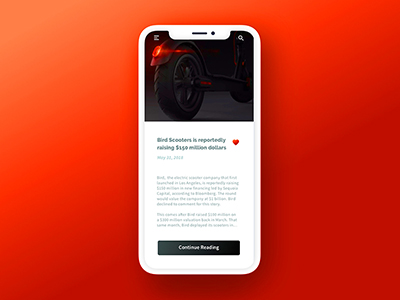 Bird Scooters is reportedly
raising $150 million dollars
May 30, 2018
Bird, the electric scooter company that first
launched in Los Angeles, is reportedly raising
$150 million in new financing led by Sequoia
Capital, according to Bloomberg. The round
would value the company at $1 billion. Bird
declined to comment for this story.
This comes after Bird raised $100 million on
a $300 million valuation back in March. That
same month, Bird deployed its scooters in...
Continue Reading